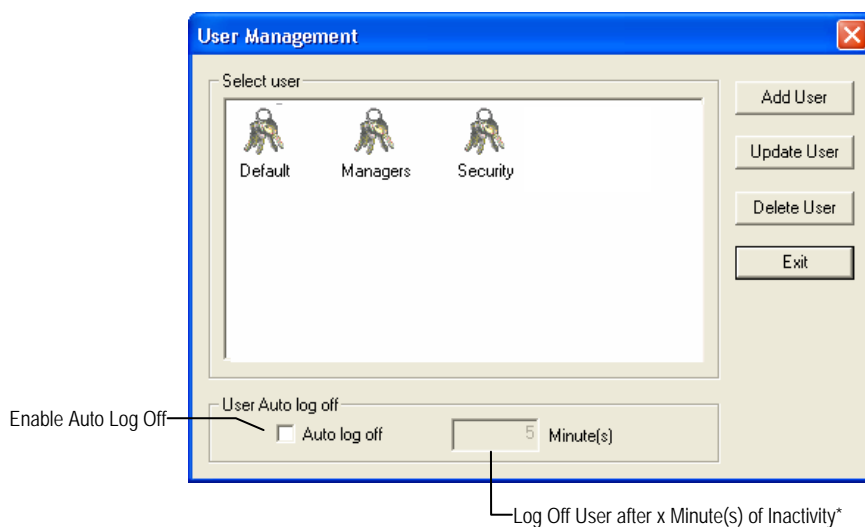 User Management
Select user
Add User
Default Managers Security
Update User
Delete User
Exit
User Auto log off
Enable Auto Log Off
Auto log off 5 Minute(s)
Log Off User after x Minute(s) of Inactivity*